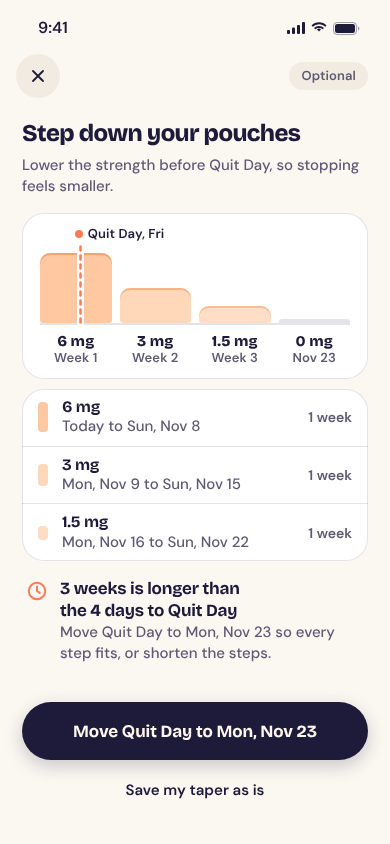 9:41
Optional
Step down your pouches
Lower the strength before Quit Day, so stopping
feels smaller.
Quit Day, Fri
6 mg
Week 1
3 mg
Week 2
1.5 mg
Week 3
0 mg
Nov 23
6 mg
Today to Sun, Nov 8
1 week
3 mg
Mon, Nov 9 to Sun, Nov 15
1 week
1.5 mg
Mon, Nov 16 to Sun, Nov 22
1 week
3 weeks is longer than
the 4 days to Quit Day
Move Quit Day to Mon, Nov 23 so every
step fits, or shorten the steps.
Move Quit Day to Mon, Nov 23
Save my taper as is